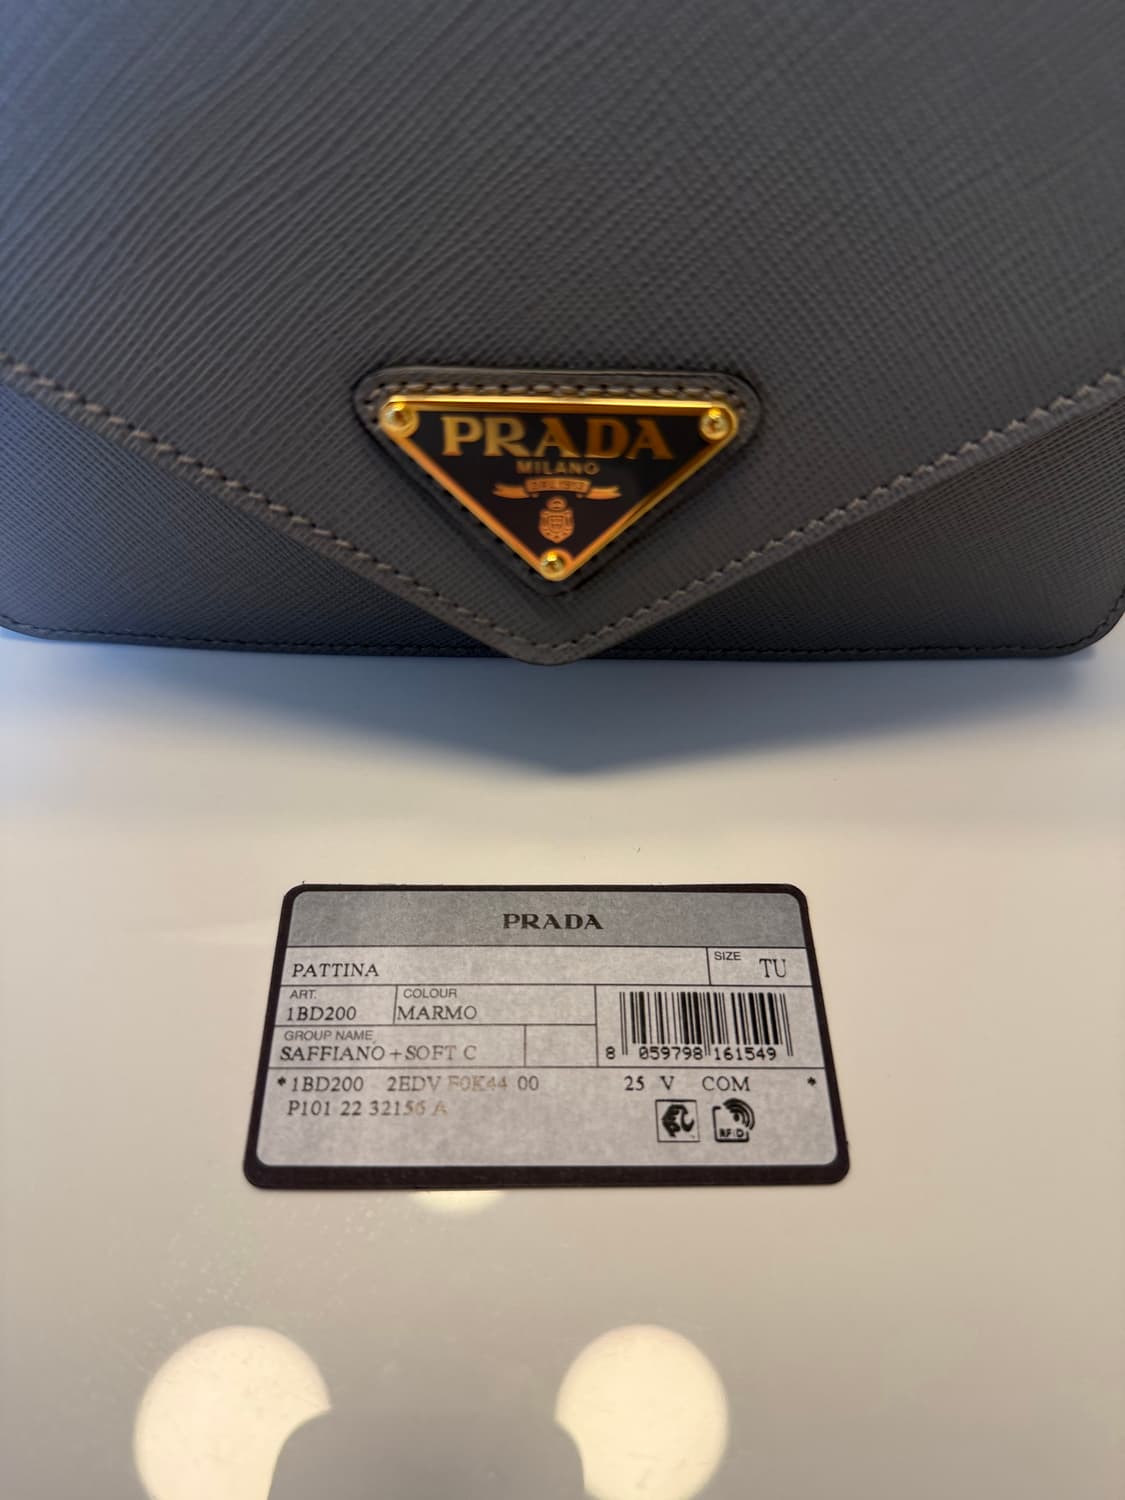 PRADA
MILANO
PRADA
PATTINA
SIZE TU
ART. COLOUR
1BD200 MARMO
GROUP NAME
SAFFIANO+SOFT C
8 059798 161549
*1BD200 2EDV F0K44 00 25 V COM *
P101 22 32156 A
RFID